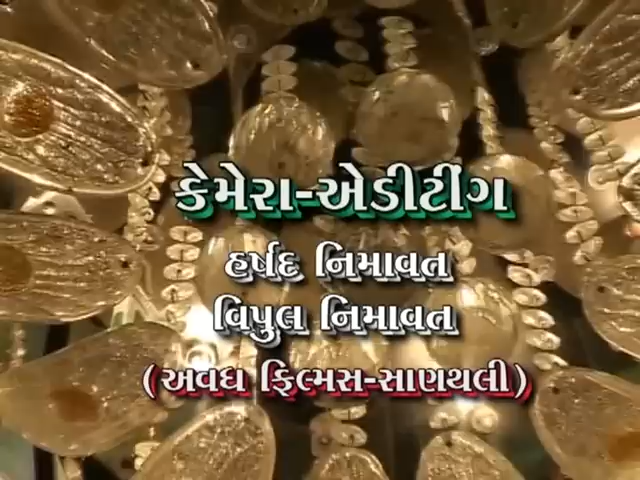 કેમેરા-એડીટીંગ
હર્ષદ નિમાવત
વિપુલ નિમાવત
(અવધ ફિલ્મસ-સાણથલી)